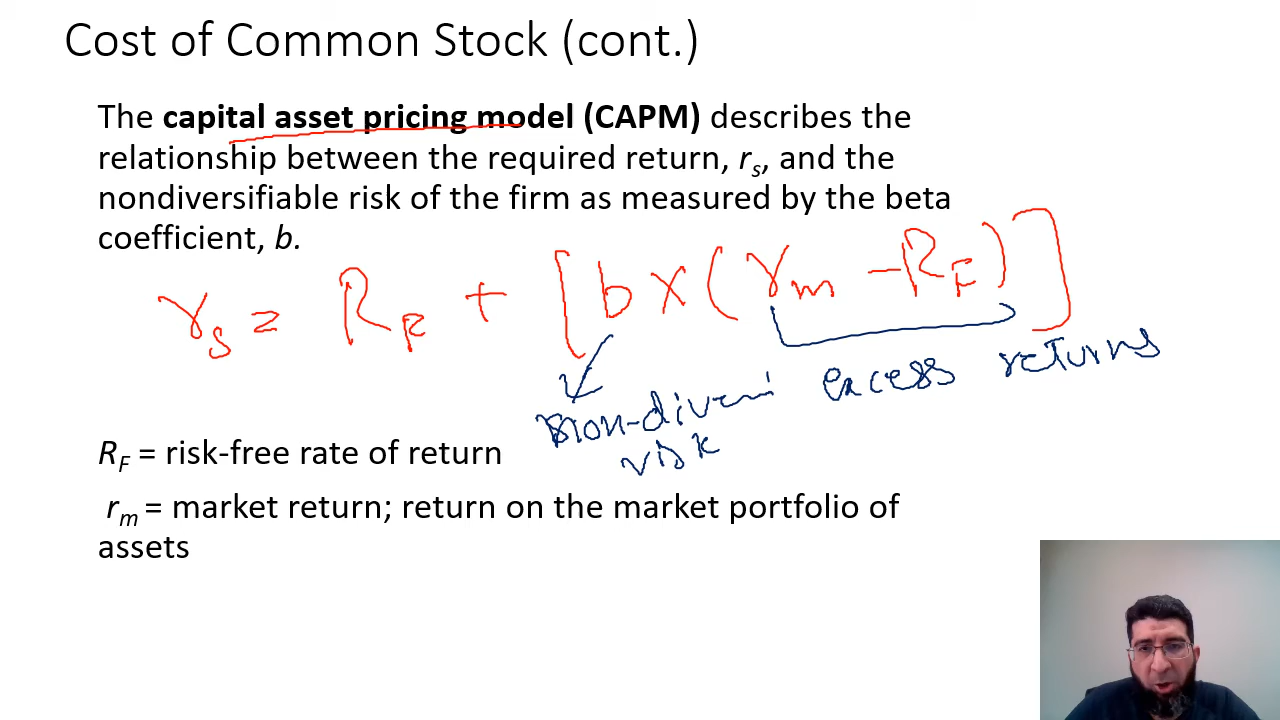 Cost of Common Stock (cont.)
The capital asset pricing model (CAPM) describes the
relationship between the required return, rs, and the
nondiversifiable risk of the firm as measured by the beta
coefficient, b.
rs = RF + [b × (rm − RF)]
excess returns
risk
RF = risk-free rate of return
rm = market return; return on the market portfolio of
assets